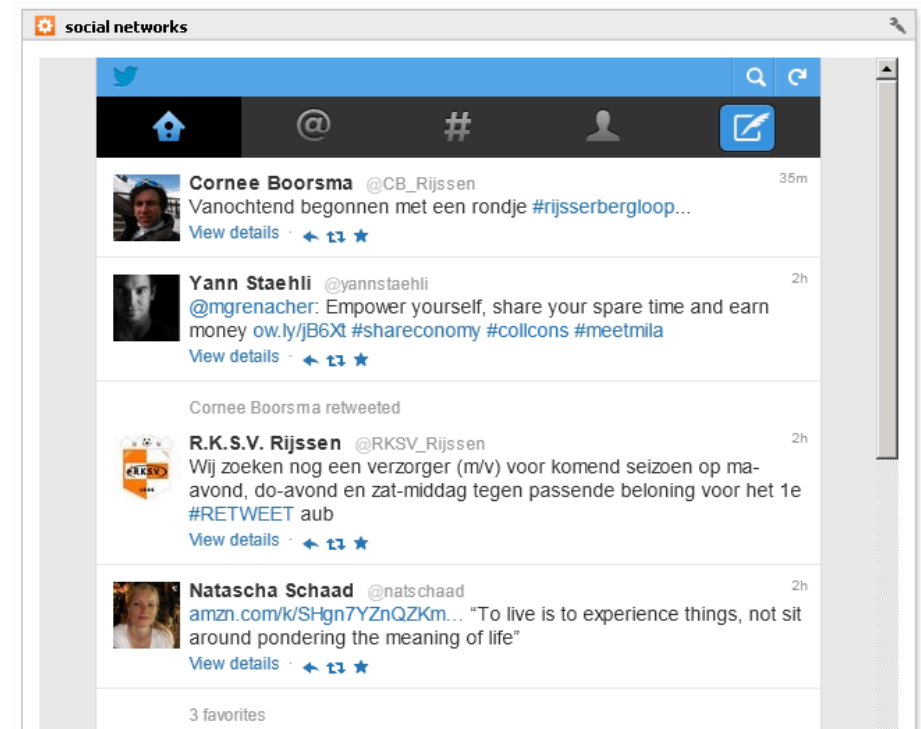 social networks
@
#
Cornee Boorsma @CB_Rijssen 35m
Vanochtend begonnen met een rondje #rijsserbergloop...
View details ·
Yann Staehli @yannstaehli 2h
@mgrenacher: Empower yourself, share your spare time and earn
money ow.ly/jB6Xt #shareconomy #collcons #meetmila
View details ·
Cornee Boorsma retweeted
R.K.S.V. Rijssen @RKSV_Rijssen 2h
RKSV
Wij zoeken nog een verzorger (m/v) voor komend seizoen op ma-
avond, do-avond en zat-middag tegen passende beloning voor het 1e
#RETWEET aub
View details ·
Natascha Schaad @natschaad 2h
amzn.com/k/SHgn7YZnQZKm... “To live is to experience things, not sit
around pondering the meaning of life”
View details ·
3 favorites